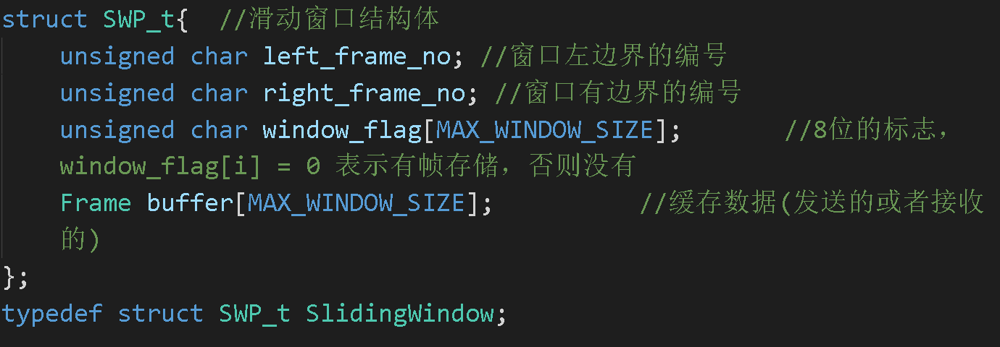 struct SWP_t{  //滑动窗口结构体
    unsigned char left_frame_no; //窗口左边界的编号
    unsigned char right_frame_no; //窗口有边界的编号
    unsigned char window_flag[MAX_WINDOW_SIZE];       //8位的标志,
    window_flag[i] = 0 表示有帧存储，否则没有
    Frame buffer[MAX_WINDOW_SIZE];          //缓存数据(发送的或者接收
    的)
};
typedef struct SWP_t SlidingWindow;